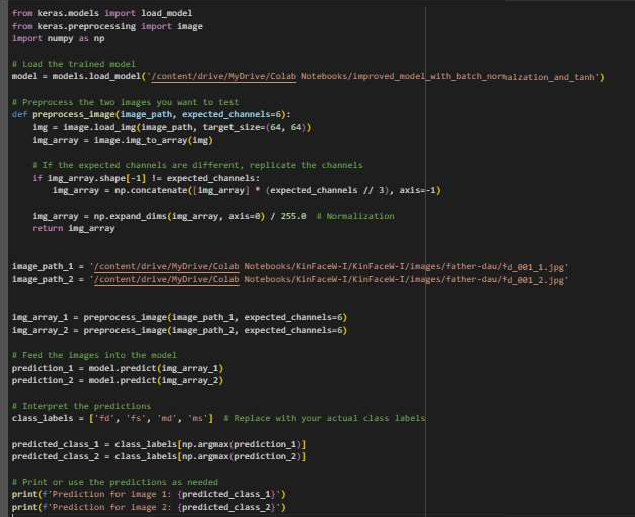 from keras.models import load_model
from keras.preprocessing import image
import numpy as np
# Load the trained model
model = models.load_model('/content/drive/MyDrive/Colab Notebooks/improved_model_with_batch_normalzation_and_tanh')
# Preprocess the two images you want to test
def preprocess_image(image_path, expected_channels=6):
    img = image.load_img(image_path, target_size=(64, 64))
    img_array = image.img_to_array(img)
    # If the expected channels are different, replicate the channels
    if img_array.shape[-1] != expected_channels:
        img_array = np.concatenate([img_array] * (expected_channels // 3), axis=-1)
    img_array = np.expand_dims(img_array, axis=0) / 255.0  # Normalization
    return img_array
image_path_1 = '/content/drive/MyDrive/Colab Notebooks/KinFaceW-I/KinFaceW-I/images/father-dau/fd_001_1.jpg'
image_path_2 = '/content/drive/MyDrive/Colab Notebooks/KinFaceW-I/KinFaceW-I/images/father-dau/fd_001_2.jpg'
img_array_1 = preprocess_image(image_path_1, expected_channels=6)
img_array_2 = preprocess_image(image_path_2, expected_channels=6)
# Feed the images into the model
prediction_1 = model.predict(img_array_1)
prediction_2 = model.predict(img_array_2)
# Interpret the predictions
class_labels = ['fd', 'fs', 'md', 'ms']  # Replace with your actual class labels
predicted_class_1 = class_labels[np.argmax(prediction_1)]
predicted_class_2 = class_labels[np.argmax(prediction_2)]
# Print or use the predictions as needed
print(f'Prediction for image 1: {predicted_class_1}')
print(f'Prediction for image 2: {predicted_class_2}')